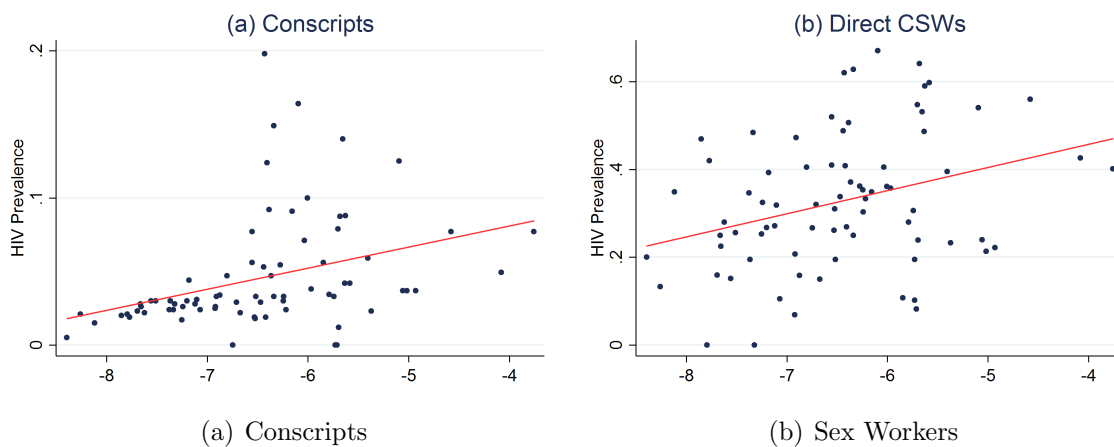 (a) Conscripts
HIV Prevalence
.2
.1
0
-8 -7 -6 -5 -4
(a) Conscripts
(b) Direct CSWs
HIV Prevalence
.6
.4
.2
0
-8 -7 -6 -5 -4
(b) Sex Workers